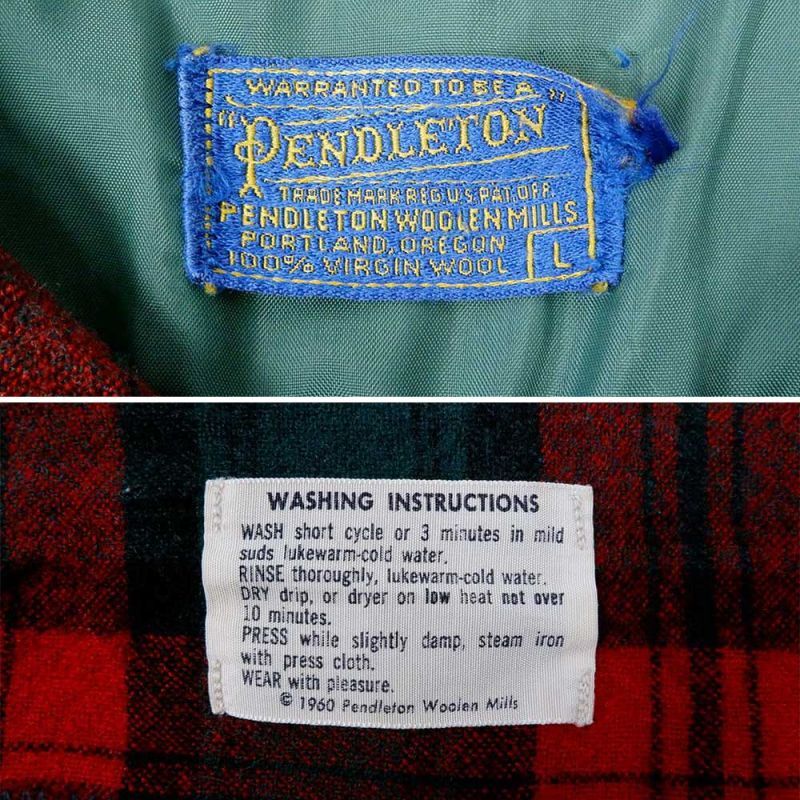 WARRANTED TO BE A
"PENDLETON"
TRADE MARK REG. U.S. PAT. OFF.
PENDLETON WOOLEN MILLS
PORTLAND, OREGON
100% VIRGIN WOOL L
WASHING INSTRUCTIONS
WASH short cycle or 3 minutes in mild
suds lukewarm-cold water.
RINSE thoroughly, lukewarm-cold water.
DRY drip, or dryer on low heat not over
10 minutes.
PRESS while slightly damp, steam iron
with press cloth.
WEAR with pleasure.
© 1960 Pendleton Woolen Mills